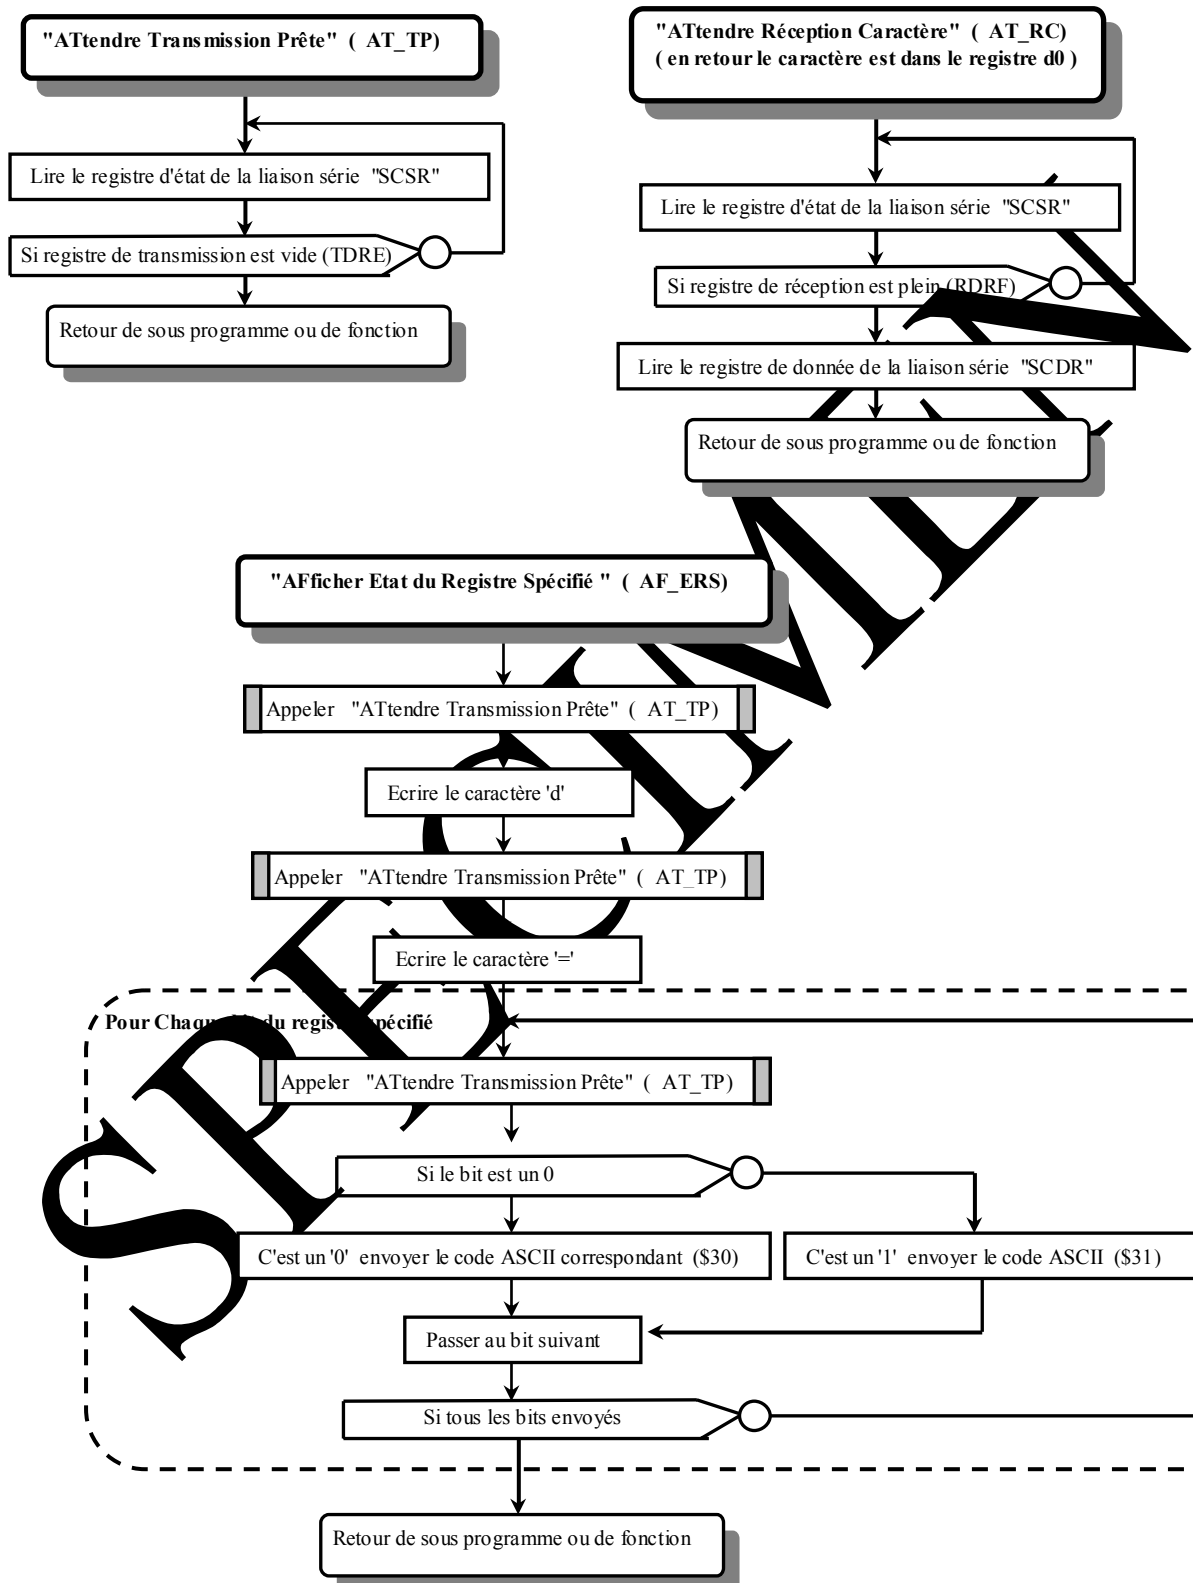 "ATtendre Transmission Prête" ( AT_TP)
Lire le registre d'état de la liaison série "SCSR"
Si registre de transmission est vide (TDRE)
Retour de sous programme ou de fonction
"ATtendre Réception Caractère" ( AT_RC)
( en retour le caractère est dans le registre d0 )
Lire le registre d'état de la liaison série "SCSR"
Si registre de réception est plein (RDRF)
Lire le registre de donnée de la liaison série "SCDR"
Retour de sous programme ou de fonction
"AFficher Etat du Registre Spécifié " ( AF_ERS)
Appeler "ATtendre Transmission Prête" ( AT_TP)
Ecrire le caractère 'd'
Appeler "ATtendre Transmission Prête" ( AT_TP)
Ecrire le caractère '='
Pour Chaque du registre spécifié
Appeler "ATtendre Transmission Prête" ( AT_TP)
Si le bit est un 0
C'est un '0' envoyer le code ASCII correspondant ($30)
C'est un '1' envoyer le code ASCII ($31)
Passer au bit suivant
Si tous les bits envoyés
Retour de sous programme ou de fonction
SPECIMEN